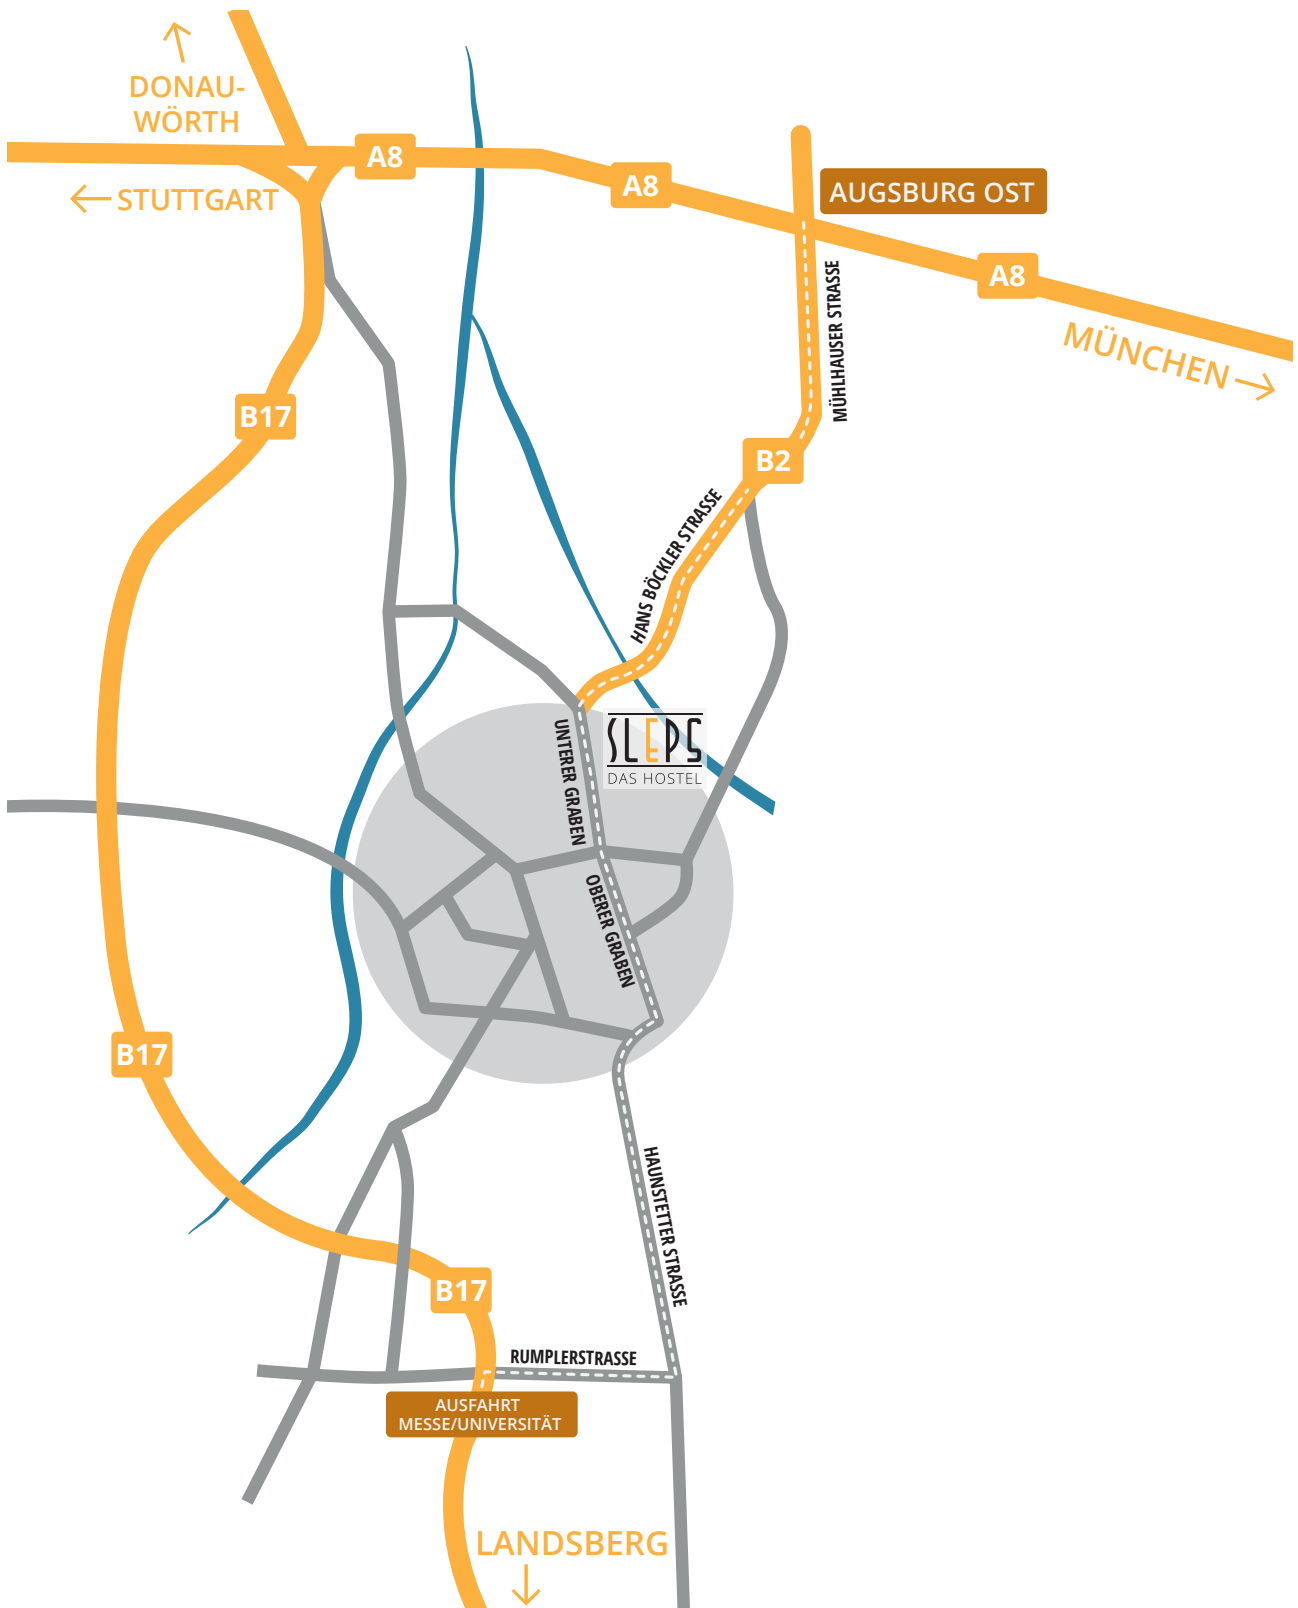 DONAU-
WÖRTH
A8
STUTTGART
A8
AUGSBURG OST
A8
MÜHLHAUSER STRASSE
MÜNCHEN
B17
B2
HANS BÖCKLER STRASSE
SLEPS
DAS HOSTEL
UNTERER GRABEN
OBERER GRABEN
B17
HAUNSTETTER STRASSE
B17
RUMPLERSTRASSE
AUSFAHRT
MESSE/UNIVERSITÄT
LANDSBERG